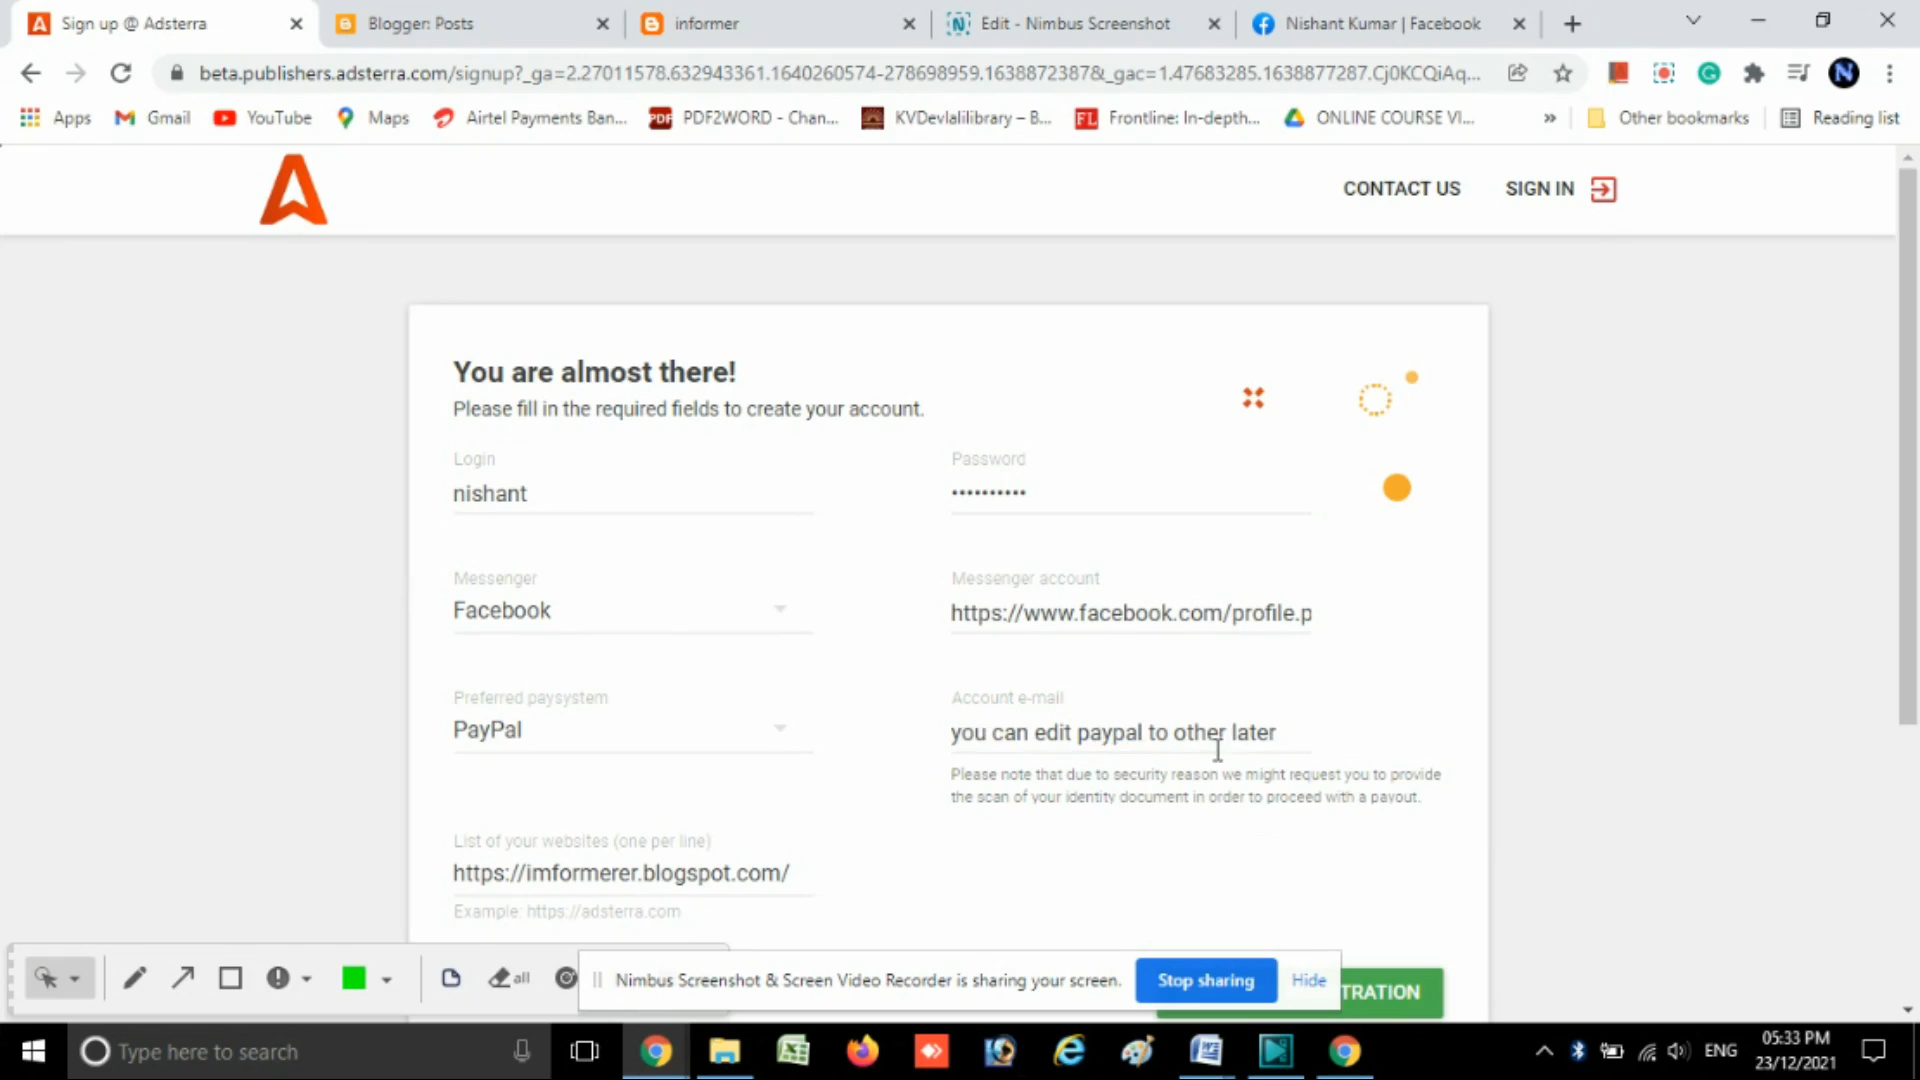 Sign up @ Adsterra
Blogger: Posts
informer
Edit - Nimbus Screenshot
Nishant Kumar | Facebook
beta.publishers.adsterra.com/signup?_ga=2.27011578.632943361.1640260574-278698959.1638872387&_gac=1.47683285.1638877287.Cj0KCQiAq...
N
Apps
Gmail
YouTube
Maps
Airtel Payments Ban...
PDF
PDF2WORD - Chan...
KVDevlalilibrary – B...
FL
Frontline: In-depth...
ONLINE COURSE VI...
Other bookmarks
Reading list
CONTACT US
SIGN IN
You are almost there!
Please fill in the required fields to create your account.
Login
Password
nishant
••••••••••
Messenger
Messenger account
Facebook
https://www.facebook.com/profile.p
Preferred paysystem
Account e-mail
PayPal
you can edit paypal to other later
Please note that due to security reason we might request you to provide
the scan of your identity document in order to proceed with a payout.
List of your websites (one per line)
https://imformerer.blogspot.com/
Example: https://adsterra.com
all
Nimbus Screenshot & Screen Video Recorder is sharing your screen.
Stop sharing
Hide
TRATION
Type here to search
ENG
05:33 PM
23/12/2021